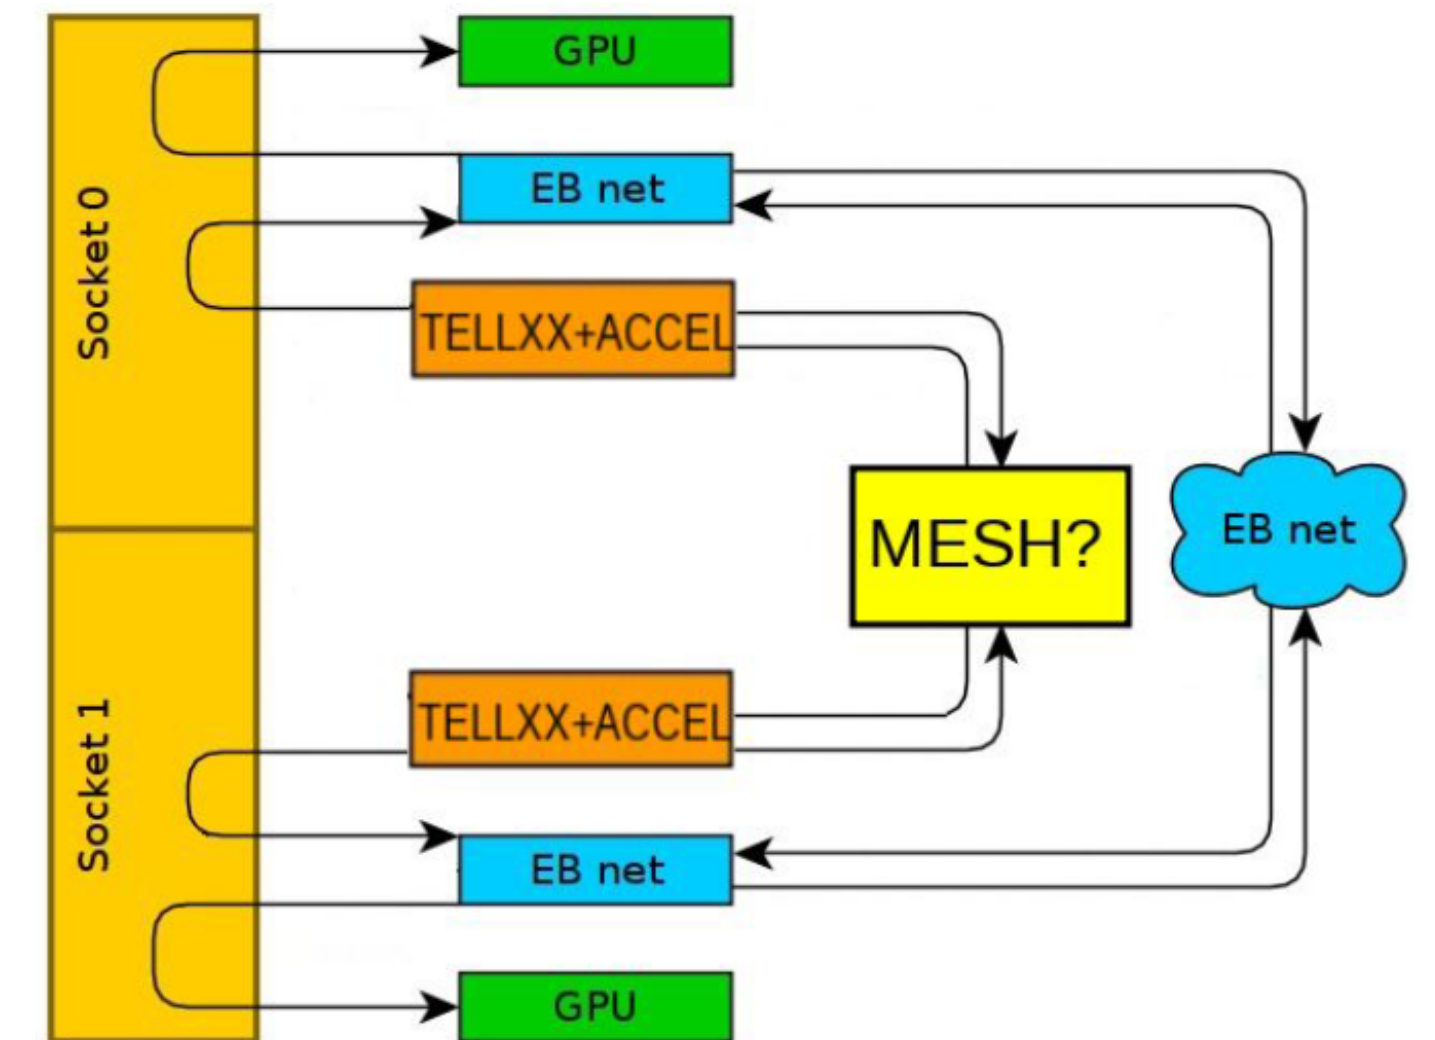 GPU
EB net
Socket 0
TELLXX+ACCEL
MESH?
EB net
TELLXX+ACCEL
Socket 1
EB net
GPU